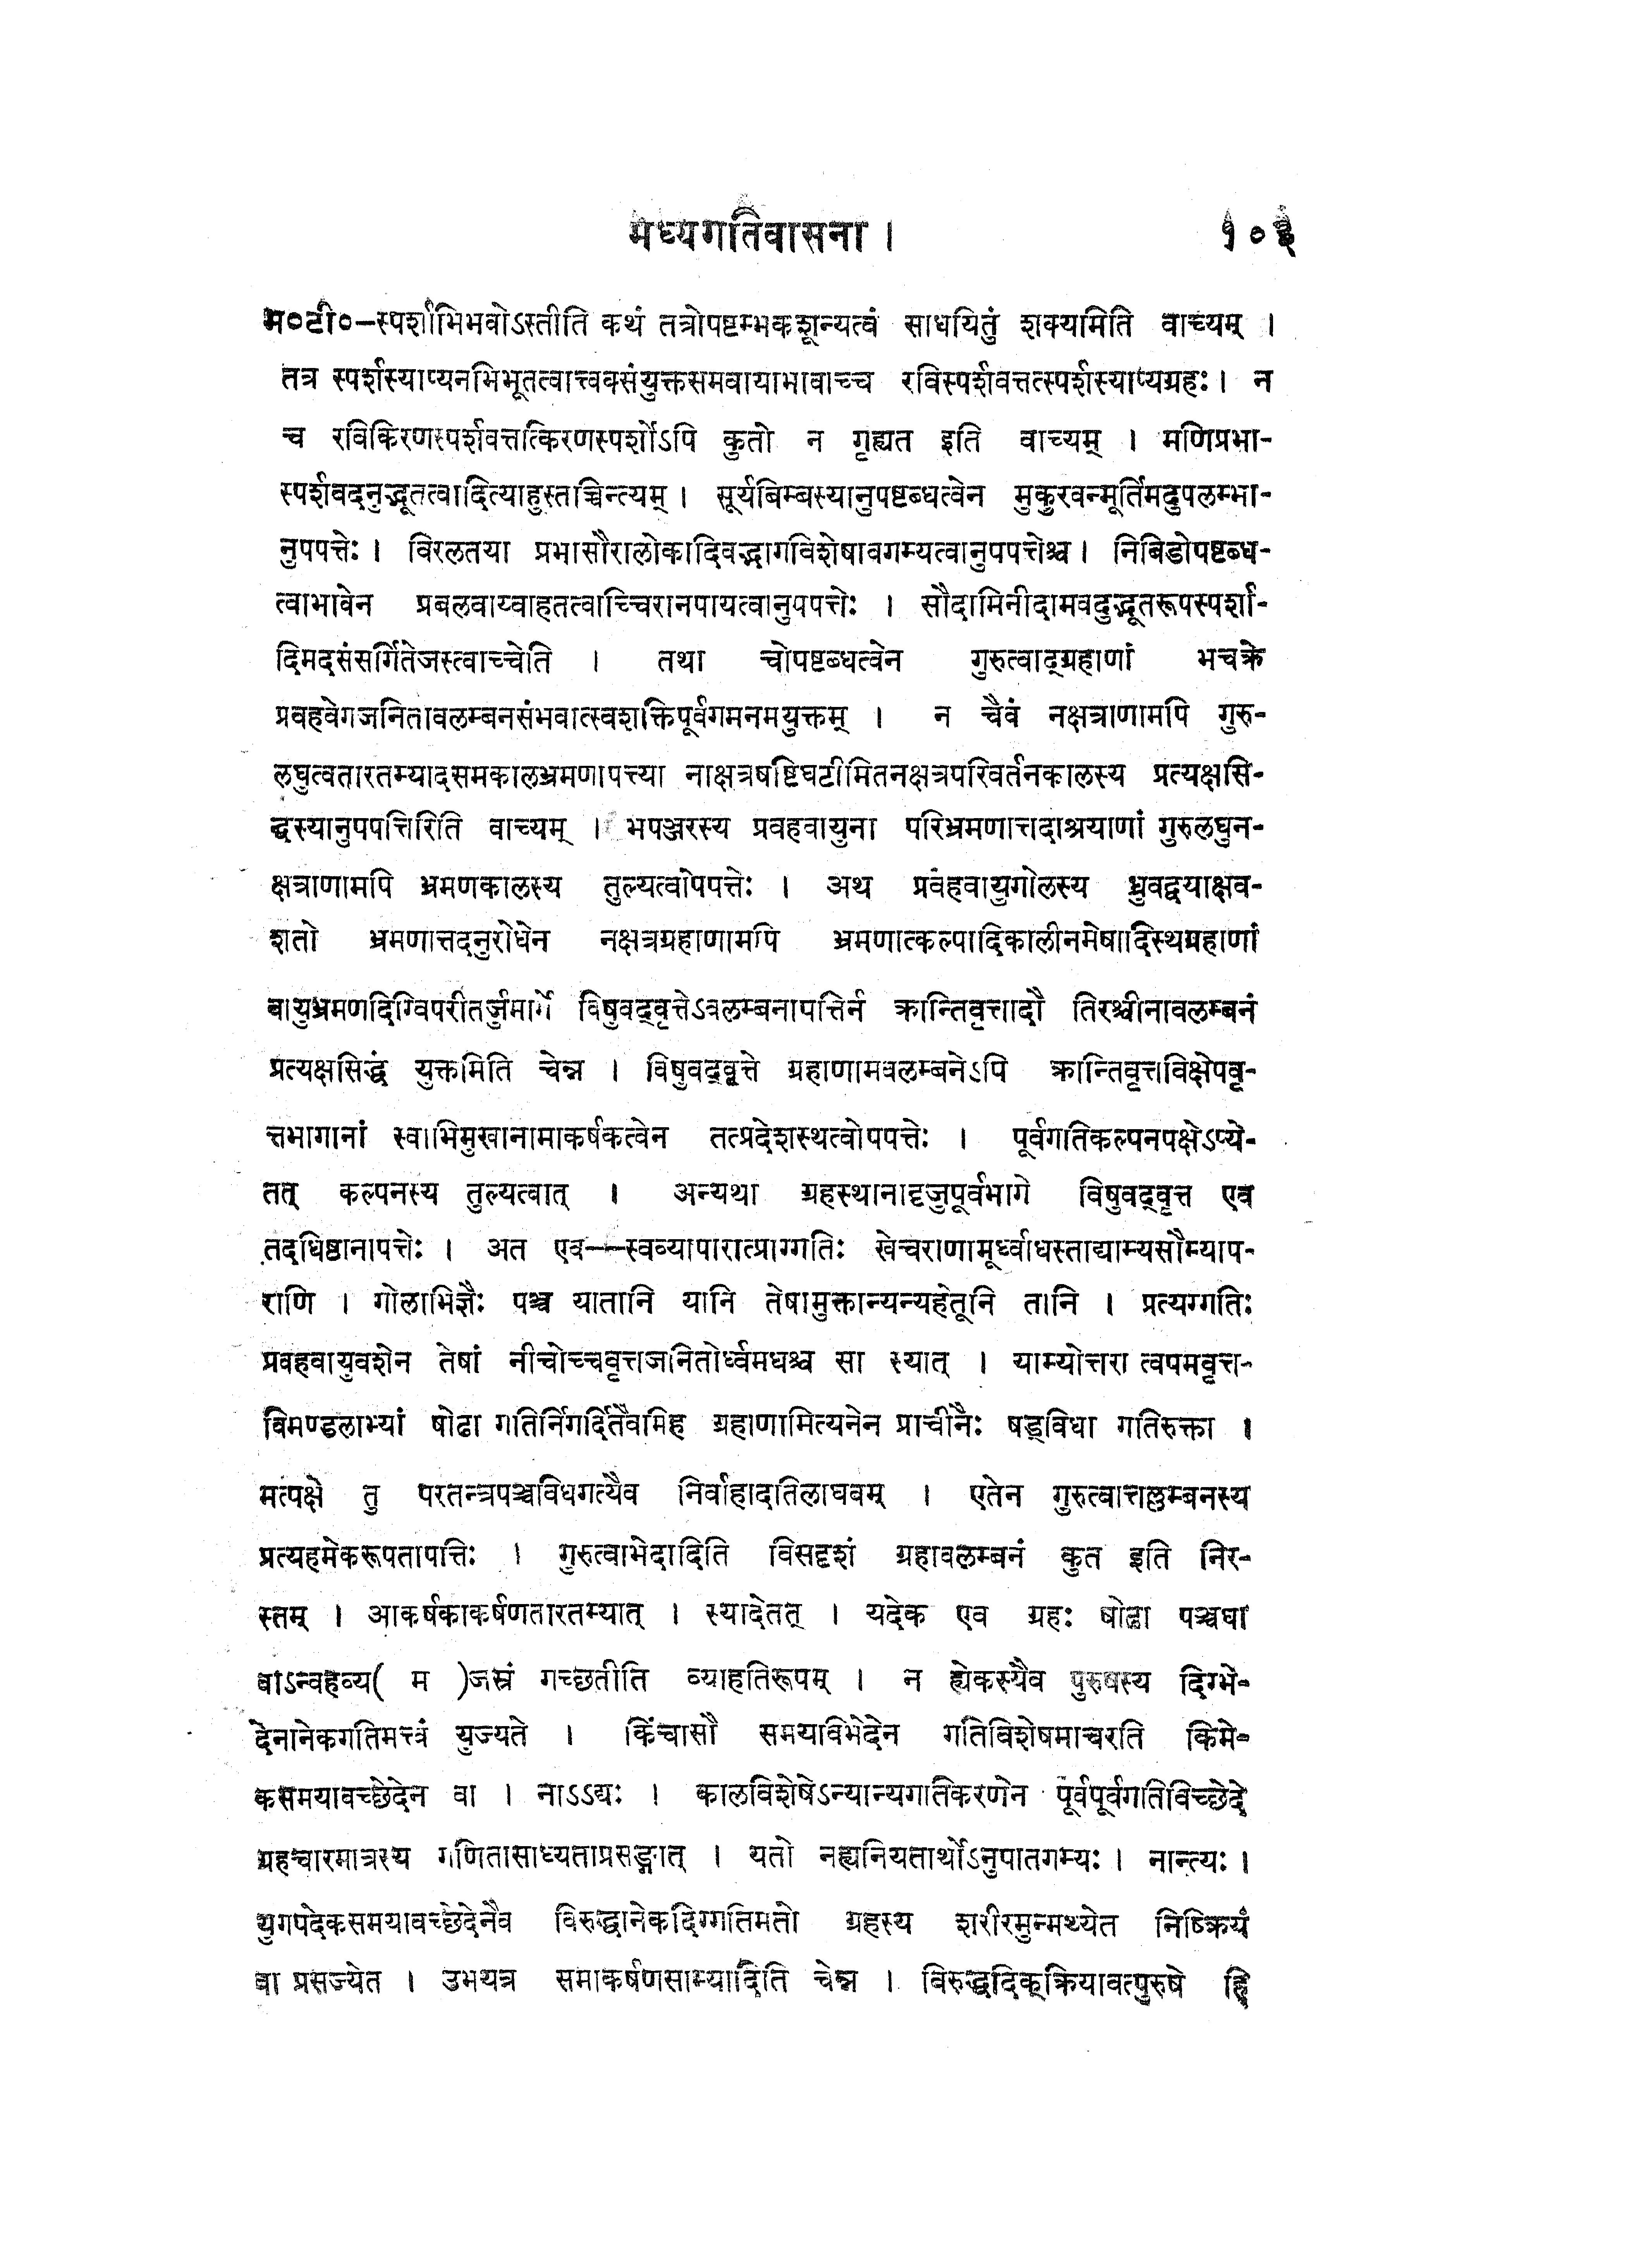 मध्यगतिवासना । १०३
म०टी०-स्पर्शाभिभवोऽस्तीति कथं तत्रोपष्टम्भकशून्यत्वं साधयितुं शक्यमिति वाच्यम् ।
तत्र स्पर्शस्याप्यनभिभूतत्वात्त्वक्संयुक्तसमवायाभावाच्च रविस्पर्शवत्तत्स्पर्शस्याप्यग्रहः । न
च रविकिरणस्पर्शवत्तत्किरणस्पर्शोऽपि कुतो न गृह्यत इति वाच्यम् । मणिप्रभा-
स्पर्शवदनुद्भूतत्वादित्याहुस्तच्चिन्त्यम् । सूर्यबिम्बस्यानुपष्टब्धत्वेन मुकुरवन्मूर्तिमदुपलम्भा-
नुपपत्तेः । विरलतया प्रभासौरालोकादिवद्भागविशेषावगम्यत्वानुपपत्तेश्च । निबिडोपष्टब्ध-
त्वाभावेन प्रबलवाय्वाहतत्वाच्चिरानपायत्वानुपपत्तेः । सौदामिनीदामवदुद्भूतरूपस्पर्शा-
दिमदसंसर्गितेजस्त्वाच्चेति । तथा चोपष्टब्धत्वेन गुरुत्वाद्ग्रहाणां भचक्रे
प्रवहवेगजनितावलम्बनसंभवात्स्वशक्तिपूर्वगमनमयुक्तम् । न चैवं नक्षत्राणामपि गुरु-
लघुत्वतारतम्यादसमकालभ्रमणापत्त्या नाक्षत्रषष्टिघटीमितनक्षत्रपरिवर्तनकालस्य प्रत्यक्षसि-
द्धस्यानुपपत्तिरिति वाच्यम् । भपञ्जरस्य प्रवहवायुना परिभ्रमणात्तदाश्रयाणां गुरुलघुन-
क्षत्राणामपि भ्रमणकालस्य तुल्यत्वोपपत्तेः । अथ प्रवहवायुगोलस्य ध्रुवद्वयाक्षव-
शतो भ्रमणात्तदनुरोधेन नक्षत्रग्रहाणामपि भ्रमणात्कल्पादिकालीनमेषादिस्थग्रहाणां
वायुभ्रमणदिग्विपरीतर्जुमार्गे विषुवद्वृत्तेऽवलम्बनापत्तिर्न क्रान्तिवृत्तादौ तिरश्चीनावलम्बनं
प्रत्यक्षसिद्धं युक्तमिति चेन्न । विषुवद्वृत्ते ग्रहाणामवलम्बनेऽपि क्रान्तिवृत्तविक्षेपवृ-
त्तभागानां स्वाभिमुखानामाकर्षकत्वेन तत्प्रदेशस्थत्वोपपत्तेः । पूर्वगतिकल्पनपक्षेऽप्ये-
तत् कल्पनस्य तुल्यत्वात् । अन्यथा ग्रहस्थानादृजुपूर्वभागे विषुवद्वृत्त एव
तदधिष्ठानापत्तेः । अत एव--स्वव्यापारात्प्राग्गतिः खेचराणामूर्ध्वाधस्ताद्याम्यसौम्याप-
राणि । गोलाभिज्ञैः पञ्च यातानि यानि तेषामुक्तान्यन्यहेतूनि तानि । प्रत्यग्गतिः
प्रवहवायुवशेन तेषां नीचोच्चवृत्तजनितोर्ध्वमधश्च सा स्यात् । याम्योत्तरा त्वपमवृत्त-
विमण्डलाभ्यां षोढा गतिर्निगदितैवमिह ग्रहाणामित्यनेन प्राचीनैः षड्विधा गतिरुक्ता ।
मत्पक्षे तु परतन्त्रपञ्चविधगत्यैव निर्वाहादतिलाघवम् । एतेन गुरुत्वात्तल्लम्बनस्य
प्रत्यहमेकरूपतापत्तिः । गुरुत्वाभेदादिति विसदृशं ग्रहावलम्बनं कुत इति निर-
स्तम् । आकर्षकाकर्षणतारतम्यात् । स्यादेतत् । यदेक एव ग्रहः षोढा पञ्चधा
वाऽन्वहव्य( म )जस्रं गच्छतीति व्याहतिरूपम् । न ह्येकस्यैव पुरुषस्य दिग्भे-
देनानेकगतिमत्त्वं युज्यते । किंचासौ समयाविभेदेन गतिविशेषमाचरति किमे-
कसमयावच्छेदेन वा । नाऽऽद्यः । कालविशेषेऽन्यान्यगतिकरणेन पूर्वपूर्वगतिविच्छेदे
ग्रहचारमात्रस्य गणितासाध्यताप्रसङ्गात् । यतो नह्यनियतार्थोऽनुपातगम्यः । नान्त्यः ।
युगपदेकसमयावच्छेदेनैव विरुद्धानेकदिग्गतिमतो ग्रहस्य शरीरमुन्मथ्येत निष्क्रियं
वा प्रसज्येत । उभयत्र समाकर्षणसाम्यादिति चेन्न । विरुद्धदिक्क्रियावत्पुरुषे हि